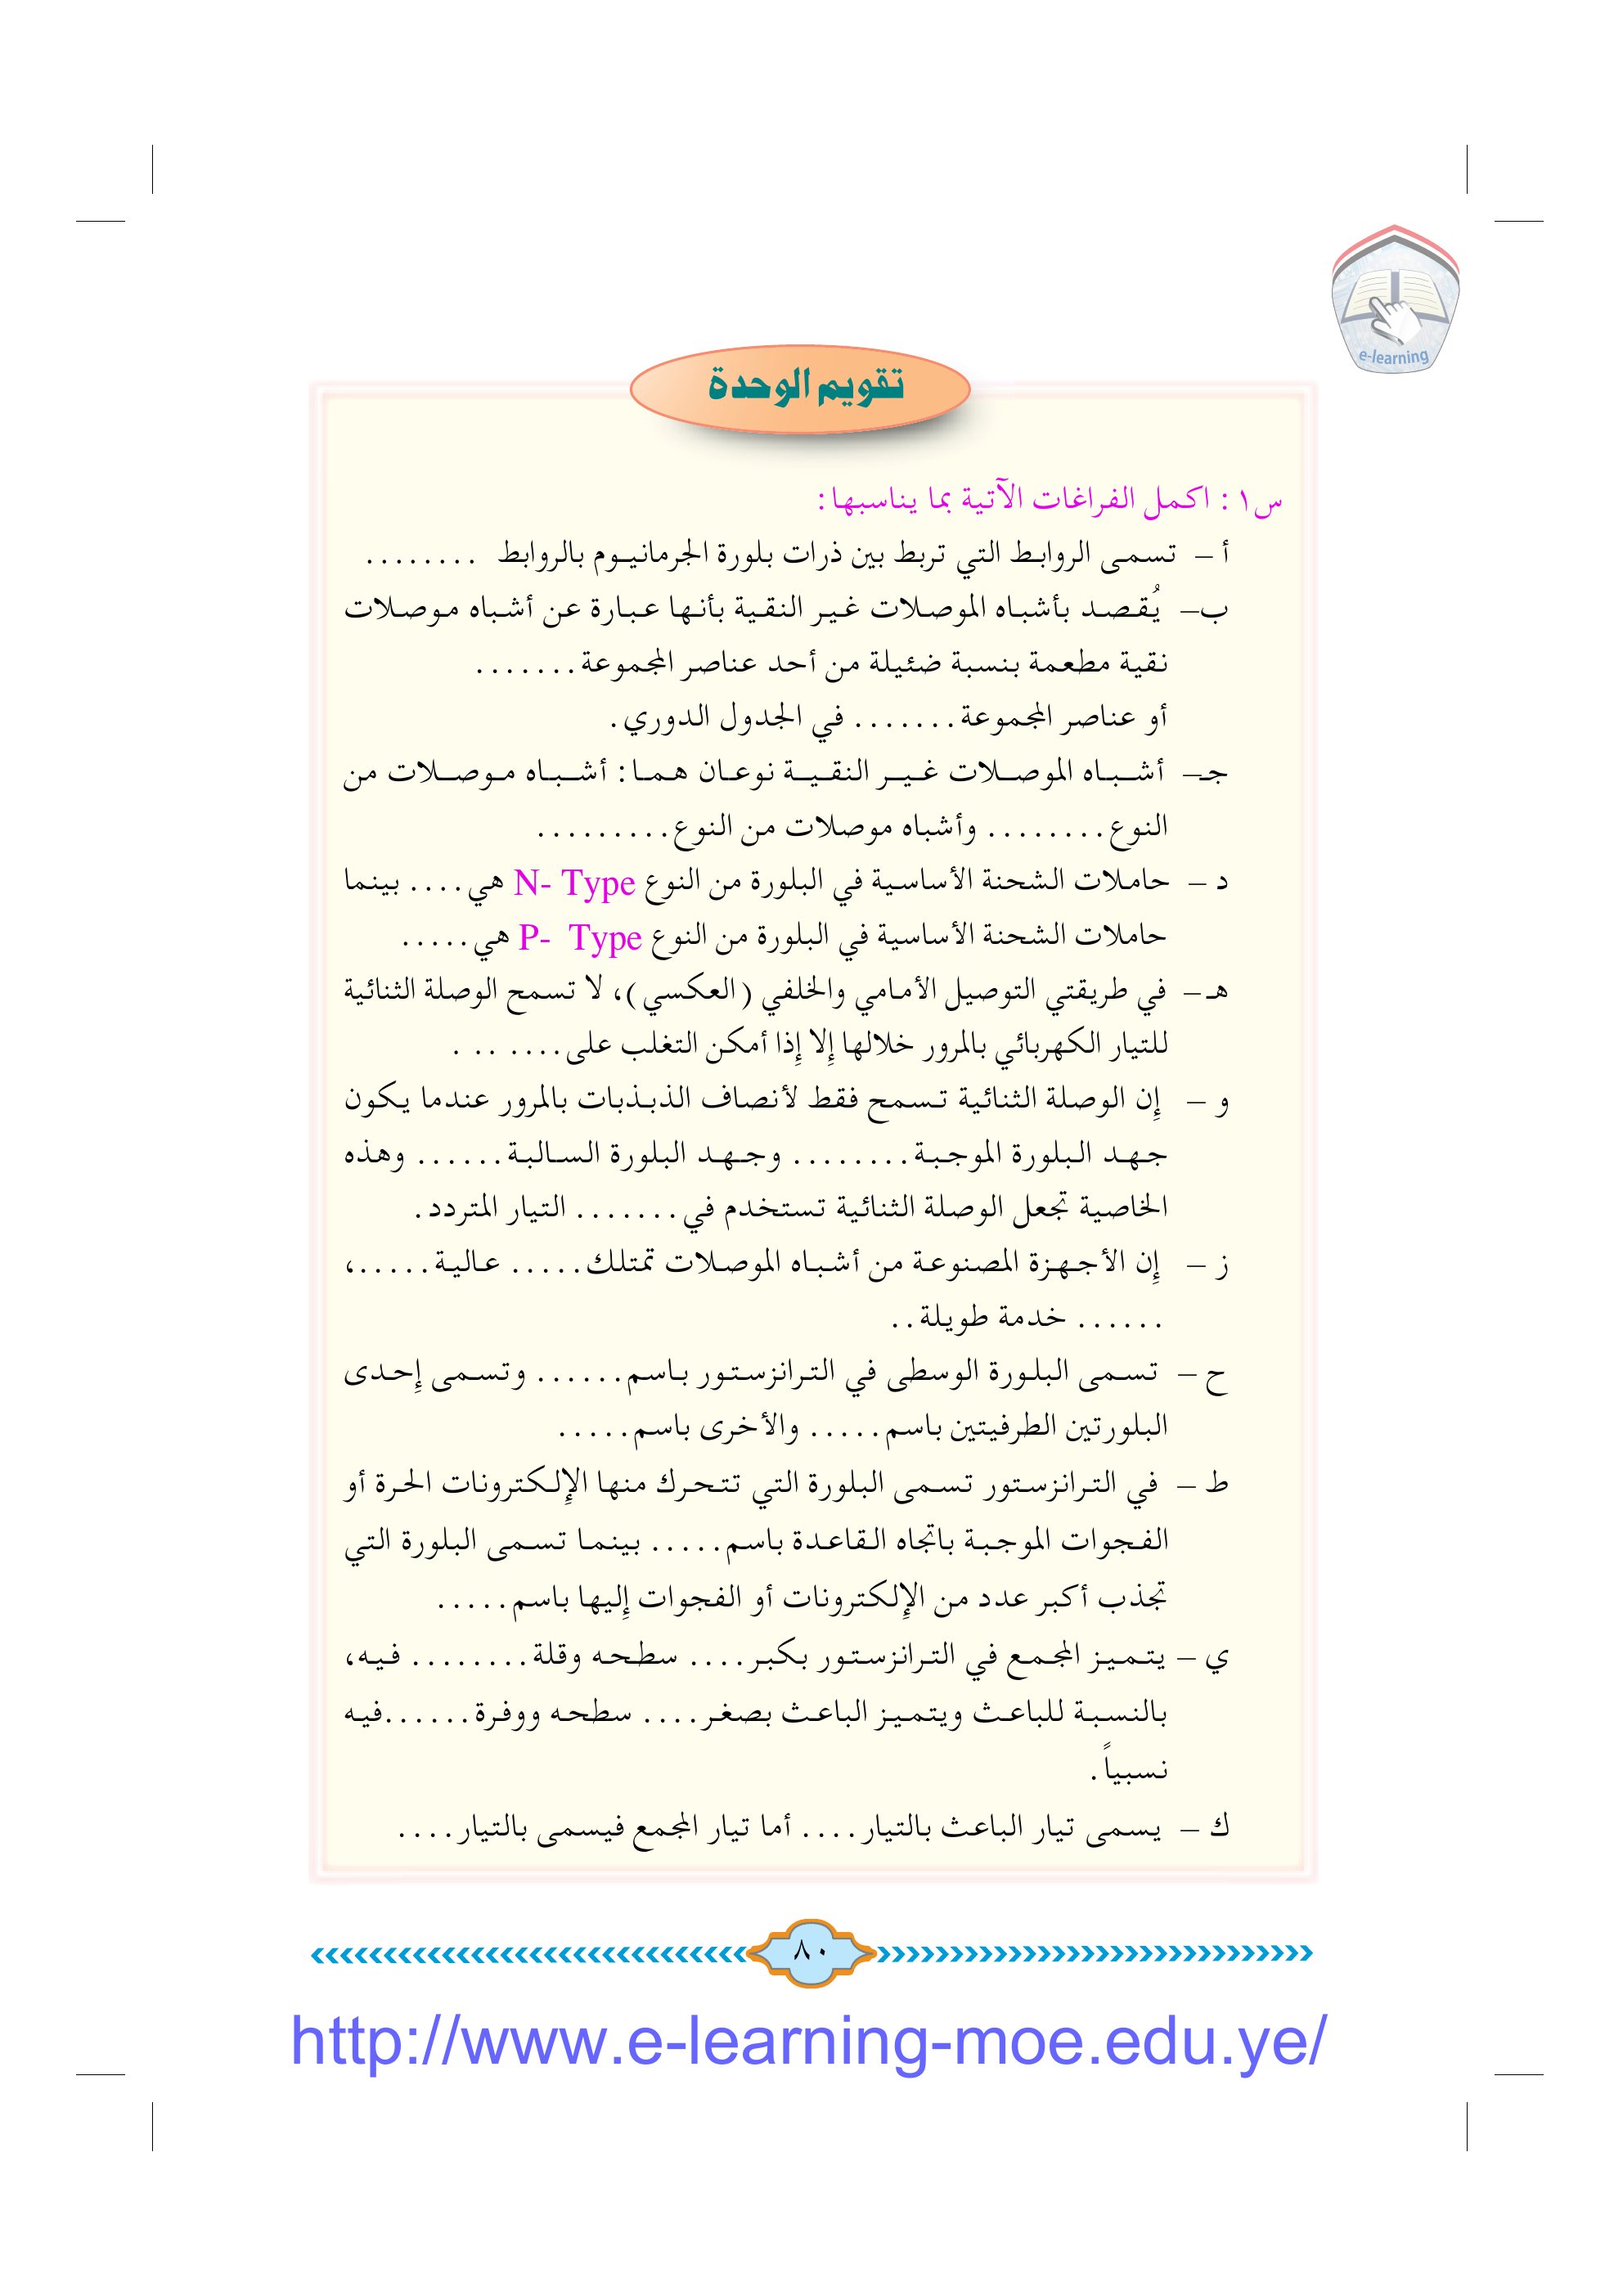 e-learning
تقويم الوحدة
س١ : اكمل الفراغات الآتية بما يناسبها:
أ – تسمى الروابط التي تربط بين ذرات بلورة الجرمانيوم بالروابط ........
ب– يُقصد بأشباه الموصلات غير النقية بأنها عبارة عن أشباه موصلات
نقية مطعمة بنسبة ضئيلة من أحد عناصر المجموعة.......
أو عناصر المجموعة....... في الجدول الدوري.
جـ– أشباه الموصلات غير النقية نوعان هما: أشباه موصلات من
النوع........ وأشباه موصلات من النوع.........
د – حاملات الشحنة الأساسية في البلورة من النوع N- Type هي.... بينما
حاملات الشحنة الأساسية في البلورة من النوع P- Type هي.....
هـ – في طريقتي التوصيل الأمامي والخلفي (العكسي)، لا تسمح الوصلة الثنائية
للتيار الكهربائي بالمرور خلالها إِلا إِذا أمكن التغلب على.... ... .
و – إِن الوصلة الثنائية تسمح فقط لأنصاف الذبذبات بالمرور عندما يكون
جهد البلورة الموجبة........ وجهد البلورة السالبة...... وهذه
الخاصية تجعل الوصلة الثنائية تستخدم في....... التيار المتردد.
ز – إِن الأجهزة المصنوعة من أشباه الموصلات تمتلك..... عالية.....،
...... خدمة طويلة..
ح – تسمى البلورة الوسطى في الترانزستور باسم...... وتسمى إِحدى
البلورتين الطرفيتين باسم..... والأخرى باسم.....
ط – في الترانزستور تسمى البلورة التي تتحرك منها الإِلكترونات الحرة أو
الفجوات الموجبة باتجاه القاعدة باسم..... بينما تسمى البلورة التي
تجذب أكبر عدد من الإِلكترونات أو الفجوات إِليها باسم.....
ي – يتميز المجمع في الترانزستور بكبر.... سطحه وقلة........ فيه،
بالنسبة للباعث ويتميز الباعث بصغر.... سطحه ووفرة......فيه
نسبياً.
ك – يسمى تيار الباعث بالتيار.... أما تيار المجمع فيسمى بالتيار....
٨٠
http://www.e-learning-moe.edu.ye/